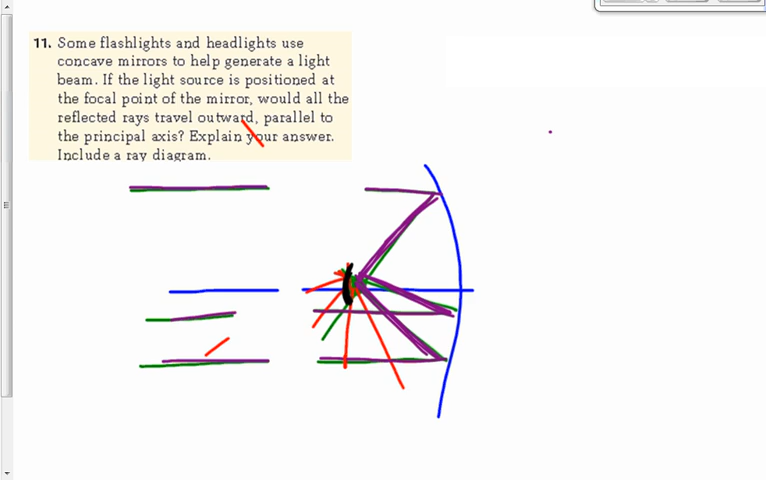 11. Some flashlights and headlights use
concave mirrors to help generate a light
beam. If the light source is positioned at
the focal point of the mirror, would all the
reflected rays travel outward, parallel to
the principal axis? Explain your answer.
Include a ray diagram.